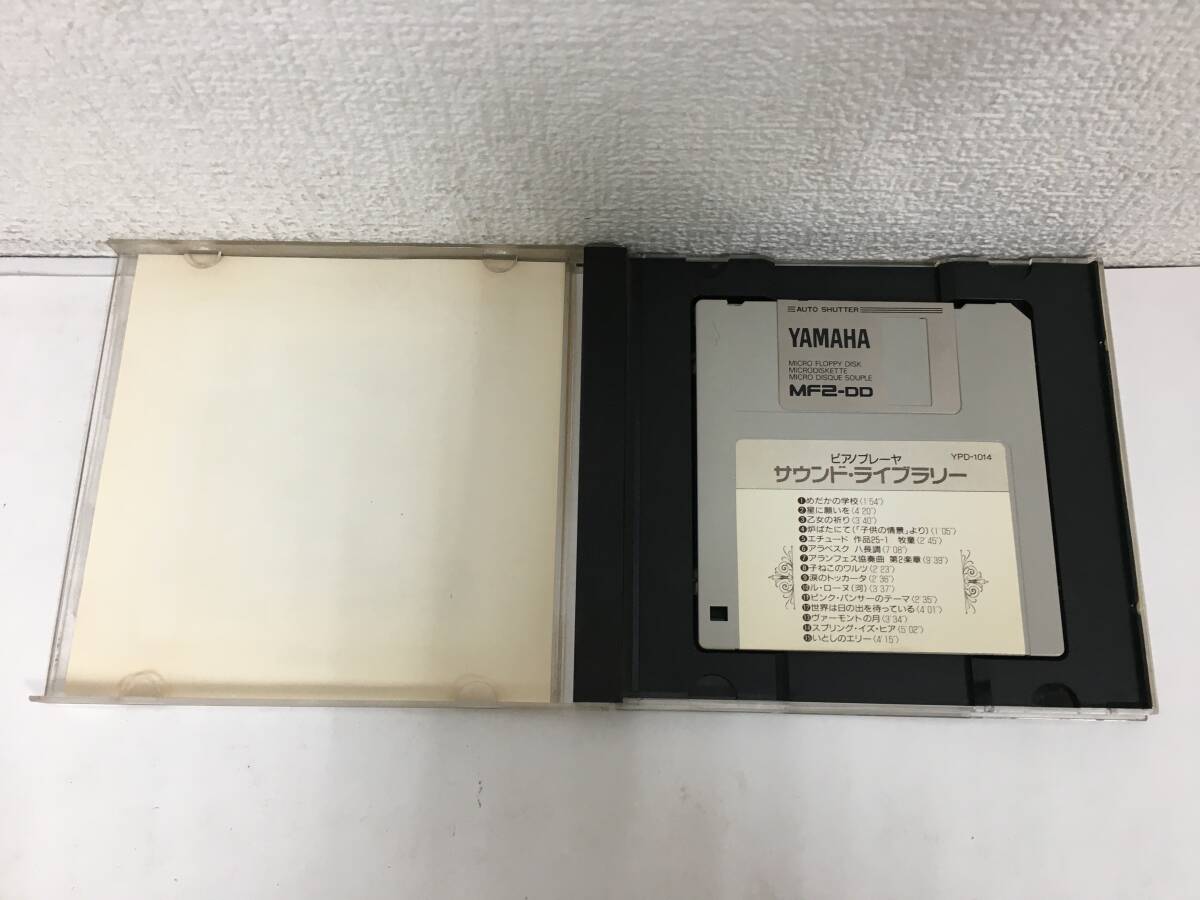 AUTO SHUTTER
YAMAHA
MICRO FLOPPY DISK
MICRODISKETTE
MICRO DISQUE SOUPLE
MF2-DD
ピアノプレーヤ YPD-1014
サウンド・ライブラリー
❶めだかの学校(1'54")
❷星に願いを(4'20")
❸乙女の祈り(3'40")
❹炉ばたにて(「子供の情景」より)(1'05")
❺エチュード 作品25-1 牧童(2'45")
❻アラベスク ハ長調(7'08")
❼アランフェス協奏曲 第2楽章(9'39")
❽子ねこのワルツ(2'23")
❾涙のトッカータ(2'36")
❿ル・ローヌ(河)(3'37")
⓫ピンク・パンサーのテーマ(2'35")
⓬世界は日の出を待っている(4'01")
⓭ヴァーモントの月(3'34")
⓮スプリング・イズ・ヒア(5'02")
⓯いとしのエリー(4'15")